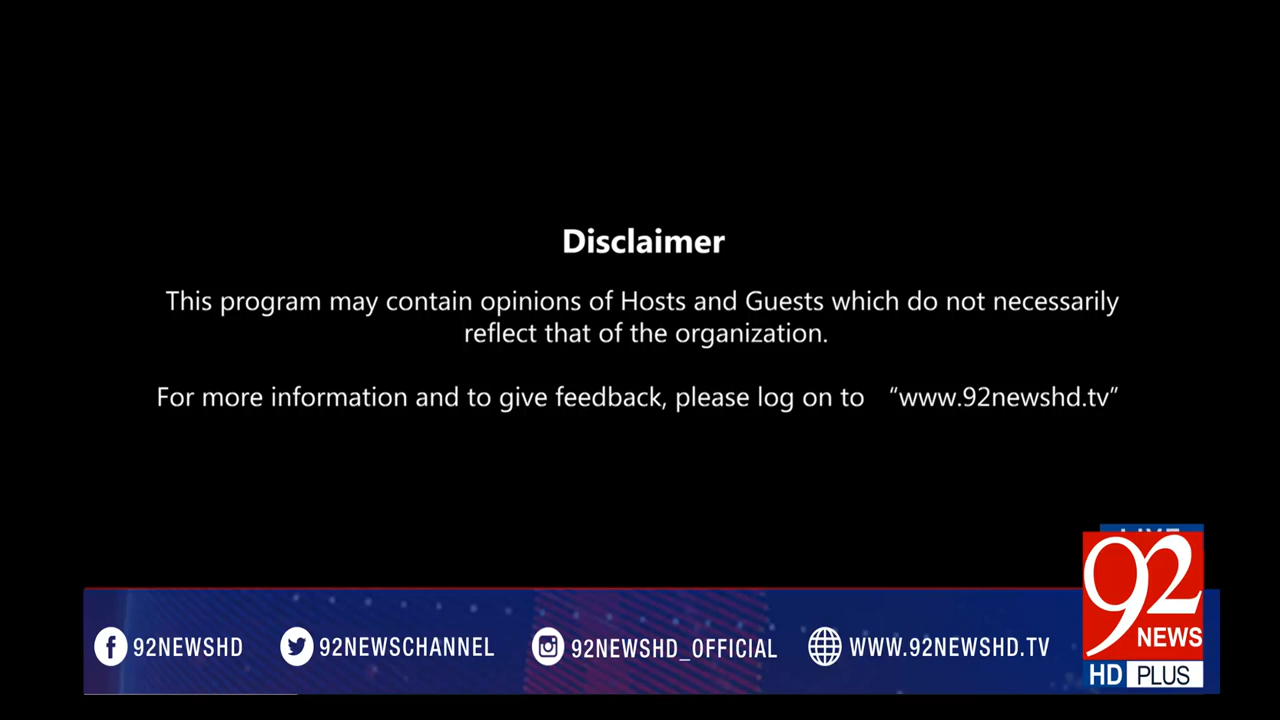 Disclaimer
This program may contain opinions of Hosts and Guests which do not necessarily
reflect that of the organization.
For more information and to give feedback, please log on to “www.92newshd.tv”
LIVE
92
NEWS
HD PLUS
92NEWSHD
92NEWSCHANNEL
92NEWSHD_OFFICIAL
WWW.92NEWSHD.TV